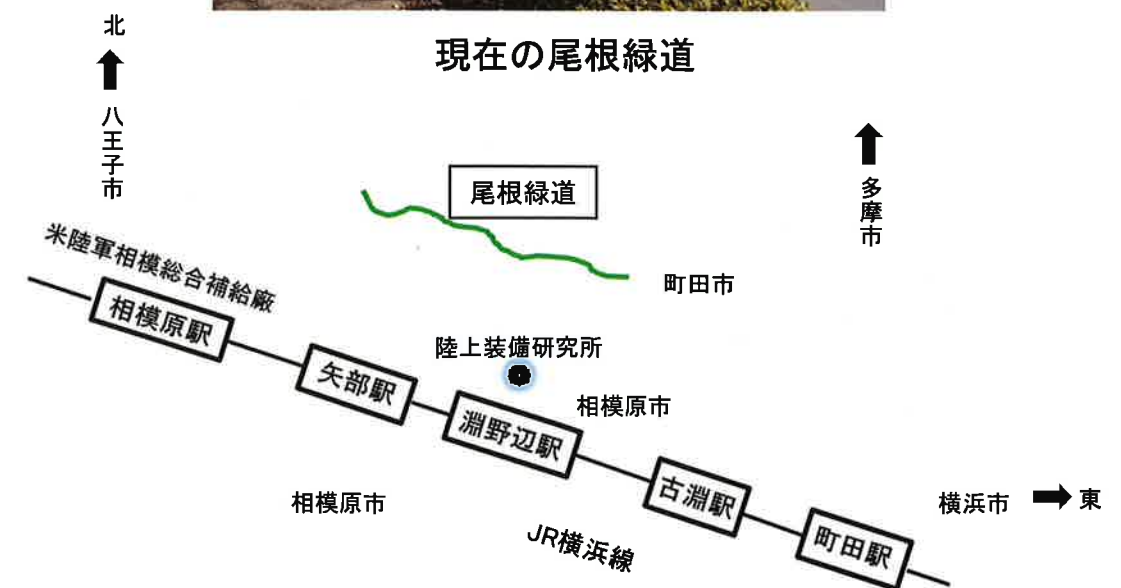 北
現在の尾根緑道
八王子市
多摩市
尾根緑道
町田市
米陸軍相模総合補給廠
相模原駅
矢部駅
陸上装備研究所
淵野辺駅
相模原市
古淵駅
相模原市
JR横浜線
町田駅
横浜市
東